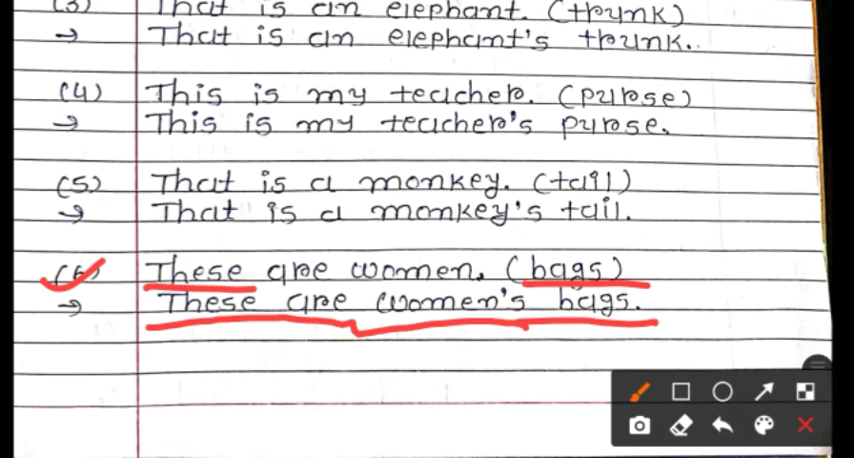 (3) That is an elephant. (trunk)
→ That is an elephant's trunk.
(4) This is my teacher. (purse)
→ This is my teacher's purse.
(5) That is a monkey. (tail)
→ That is a monkey's tail.
(6) These are women. (bags)
→ These are women's bags.